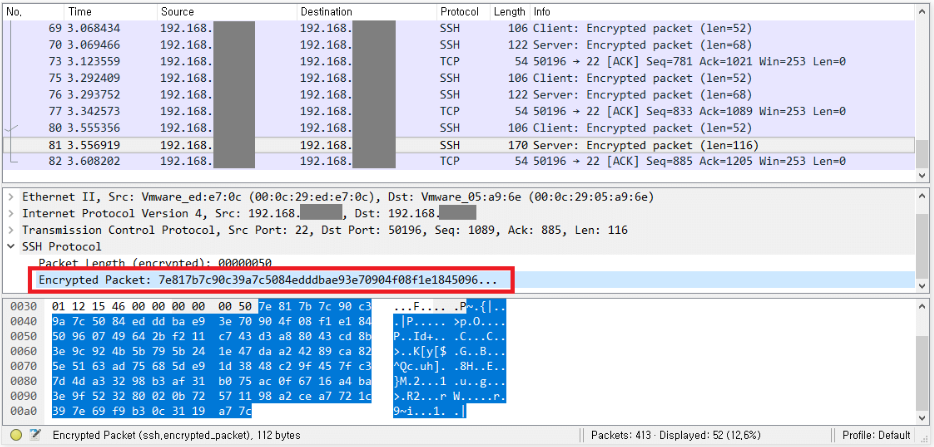 No. Time Source Destination Protocol Length Info
69 3.068434 192.168. 192.168. SSH 106 Client: Encrypted packet (len=52)
70 3.069466 192.168. 192.168. SSH 122 Server: Encrypted packet (len=68)
73 3.123559 192.168. 192.168. TCP 54 50196 → 22 [ACK] Seq=781 Ack=1021 Win=253 Len=0
75 3.292409 192.168. 192.168. SSH 106 Client: Encrypted packet (len=52)
76 3.293752 192.168. 192.168. SSH 122 Server: Encrypted packet (len=68)
77 3.342573 192.168. 192.168. TCP 54 50196 → 22 [ACK] Seq=833 Ack=1089 Win=253 Len=0
80 3.555356 192.168. 192.168. SSH 106 Client: Encrypted packet (len=52)
81 3.556919 192.168. 192.168. SSH 170 Server: Encrypted packet (len=116)
82 3.608202 192.168. 192.168. TCP 54 50196 → 22 [ACK] Seq=885 Ack=1205 Win=253 Len=0
Ethernet II, Src: Vmware_ed:e7:0c (00:0c:29:ed:e7:0c), Dst: Vmware_05:a9:6e (00:0c:29:05:a9:6e)
Internet Protocol Version 4, Src: 192.168. , Dst: 192.168.
Transmission Control Protocol, Src Port: 22, Dst Port: 50196, Seq: 1089, Ack: 885, Len: 116
SSH Protocol
Packet Length (encrypted): 00000050
Encrypted Packet: 7e817b7c90c39a7c5084edddbae93e70904f08f1e1845096...
0030 01 12 15 46 00 00 00 00 00 50 7e 81 7b 7c 90 c3 ...F.... .P~.{|..
0040 9a 7c 50 84 ed dd ba e9 3e 70 90 4f 08 f1 e1 84 .|P..... >p.O....
0050 50 96 07 49 64 2b f2 11 c7 43 d3 a8 80 43 cd 8b P..Id+.. .C...C..
0060 3e 9c 92 4b 5b 79 5b 24 1e 47 da a2 42 89 ca 82 >..K[y[$ .G..B...
0070 5e 51 63 ad 75 68 5d e9 1d 38 48 c2 9f 45 7f c3 ^Qc.uh]. .8H..E..
0080 7d 4d a3 32 98 b3 af 31 b0 75 ac 0f 67 16 a4 ba }M.2...1 .u..g...
0090 3e 9f 52 32 80 02 0b 72 57 11 98 a2 ce a7 72 1c >.R2...r W.....r.
00a0 39 7e 69 f9 b3 0c 31 19 a7 7c 9~i...1. .|
Encrypted Packet (ssh,encrypted_packet), 112 bytes Packets: 413 · Displayed: 52 (12,6%) Profile: Default